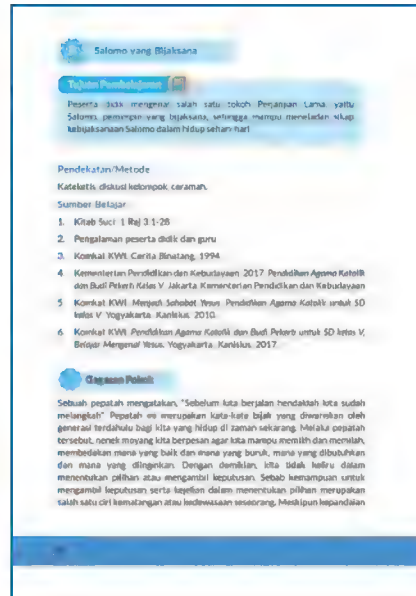 Salomo yang Bijaksana
Tujuan Pembelajaran
Peserta didik mengenal salah satu tokoh Perjanjian Lama, yaitu
Salomo, pemimpin yang bijaksana, sehingga mampu meneladan sikap
kebijaksanaan Salomo dalam hidup sehari-hari
Pendekatan/Metode
Kateketis, diskusi kelompok, ceramah.
Sumber Belajar
1. Kitab Suci: 1 Raj 3:1-28
2. Pengalaman peserta didik dan guru
3. Komkat KWI. Cerita Binatang, 1994
4. Kementerian Pendidikan dan Kebudayaan. 2017. Pendidikan Agama Katolik
dan Budi Pekerti Kelas V. Jakarta. Kementerian Pendidikan dan Kebudayaan
5. Komkat KWI. Menjadi Sahabat Yesus. Pendidikan Agama Katolik untuk SD
kelas V. Yogyakarta. Kanisius. 2010.
6. Komkat KWI. Pendidikan Agama Katolik dan Budi Pekerti untuk SD kelas V,
Belajar Mengenal Yesus. Yogyakarta. Kanisius. 2017.
Gagasan Pokok
Sebuah pepatah mengatakan, "Sebelum kita berjalan hendaklah kita sudah
melangkah" Pepatah ini merupakan kata-kata bijak yang diwariskan oleh
generasi terdahulu bagi kita yang hidup di zaman sekarang. Melalui pepatah
tersebut, nenek moyang kita berpesan agar kita mampu memilih dan memilah,
membedakan mana yang baik dan mana yang buruk, mana yang dibutuhkan
dan mana yang diinginkan. Dengan demikian, kita tidak keliru dalam
menentukan pilihan atau mengambil keputusan. Sebab kemampuan untuk
mengambil keputusan serta kejelian dalam menentukan pilihan merupakan
salah satu ciri kematangan atau kedewasaan seseorang. Meskipun kepandaian